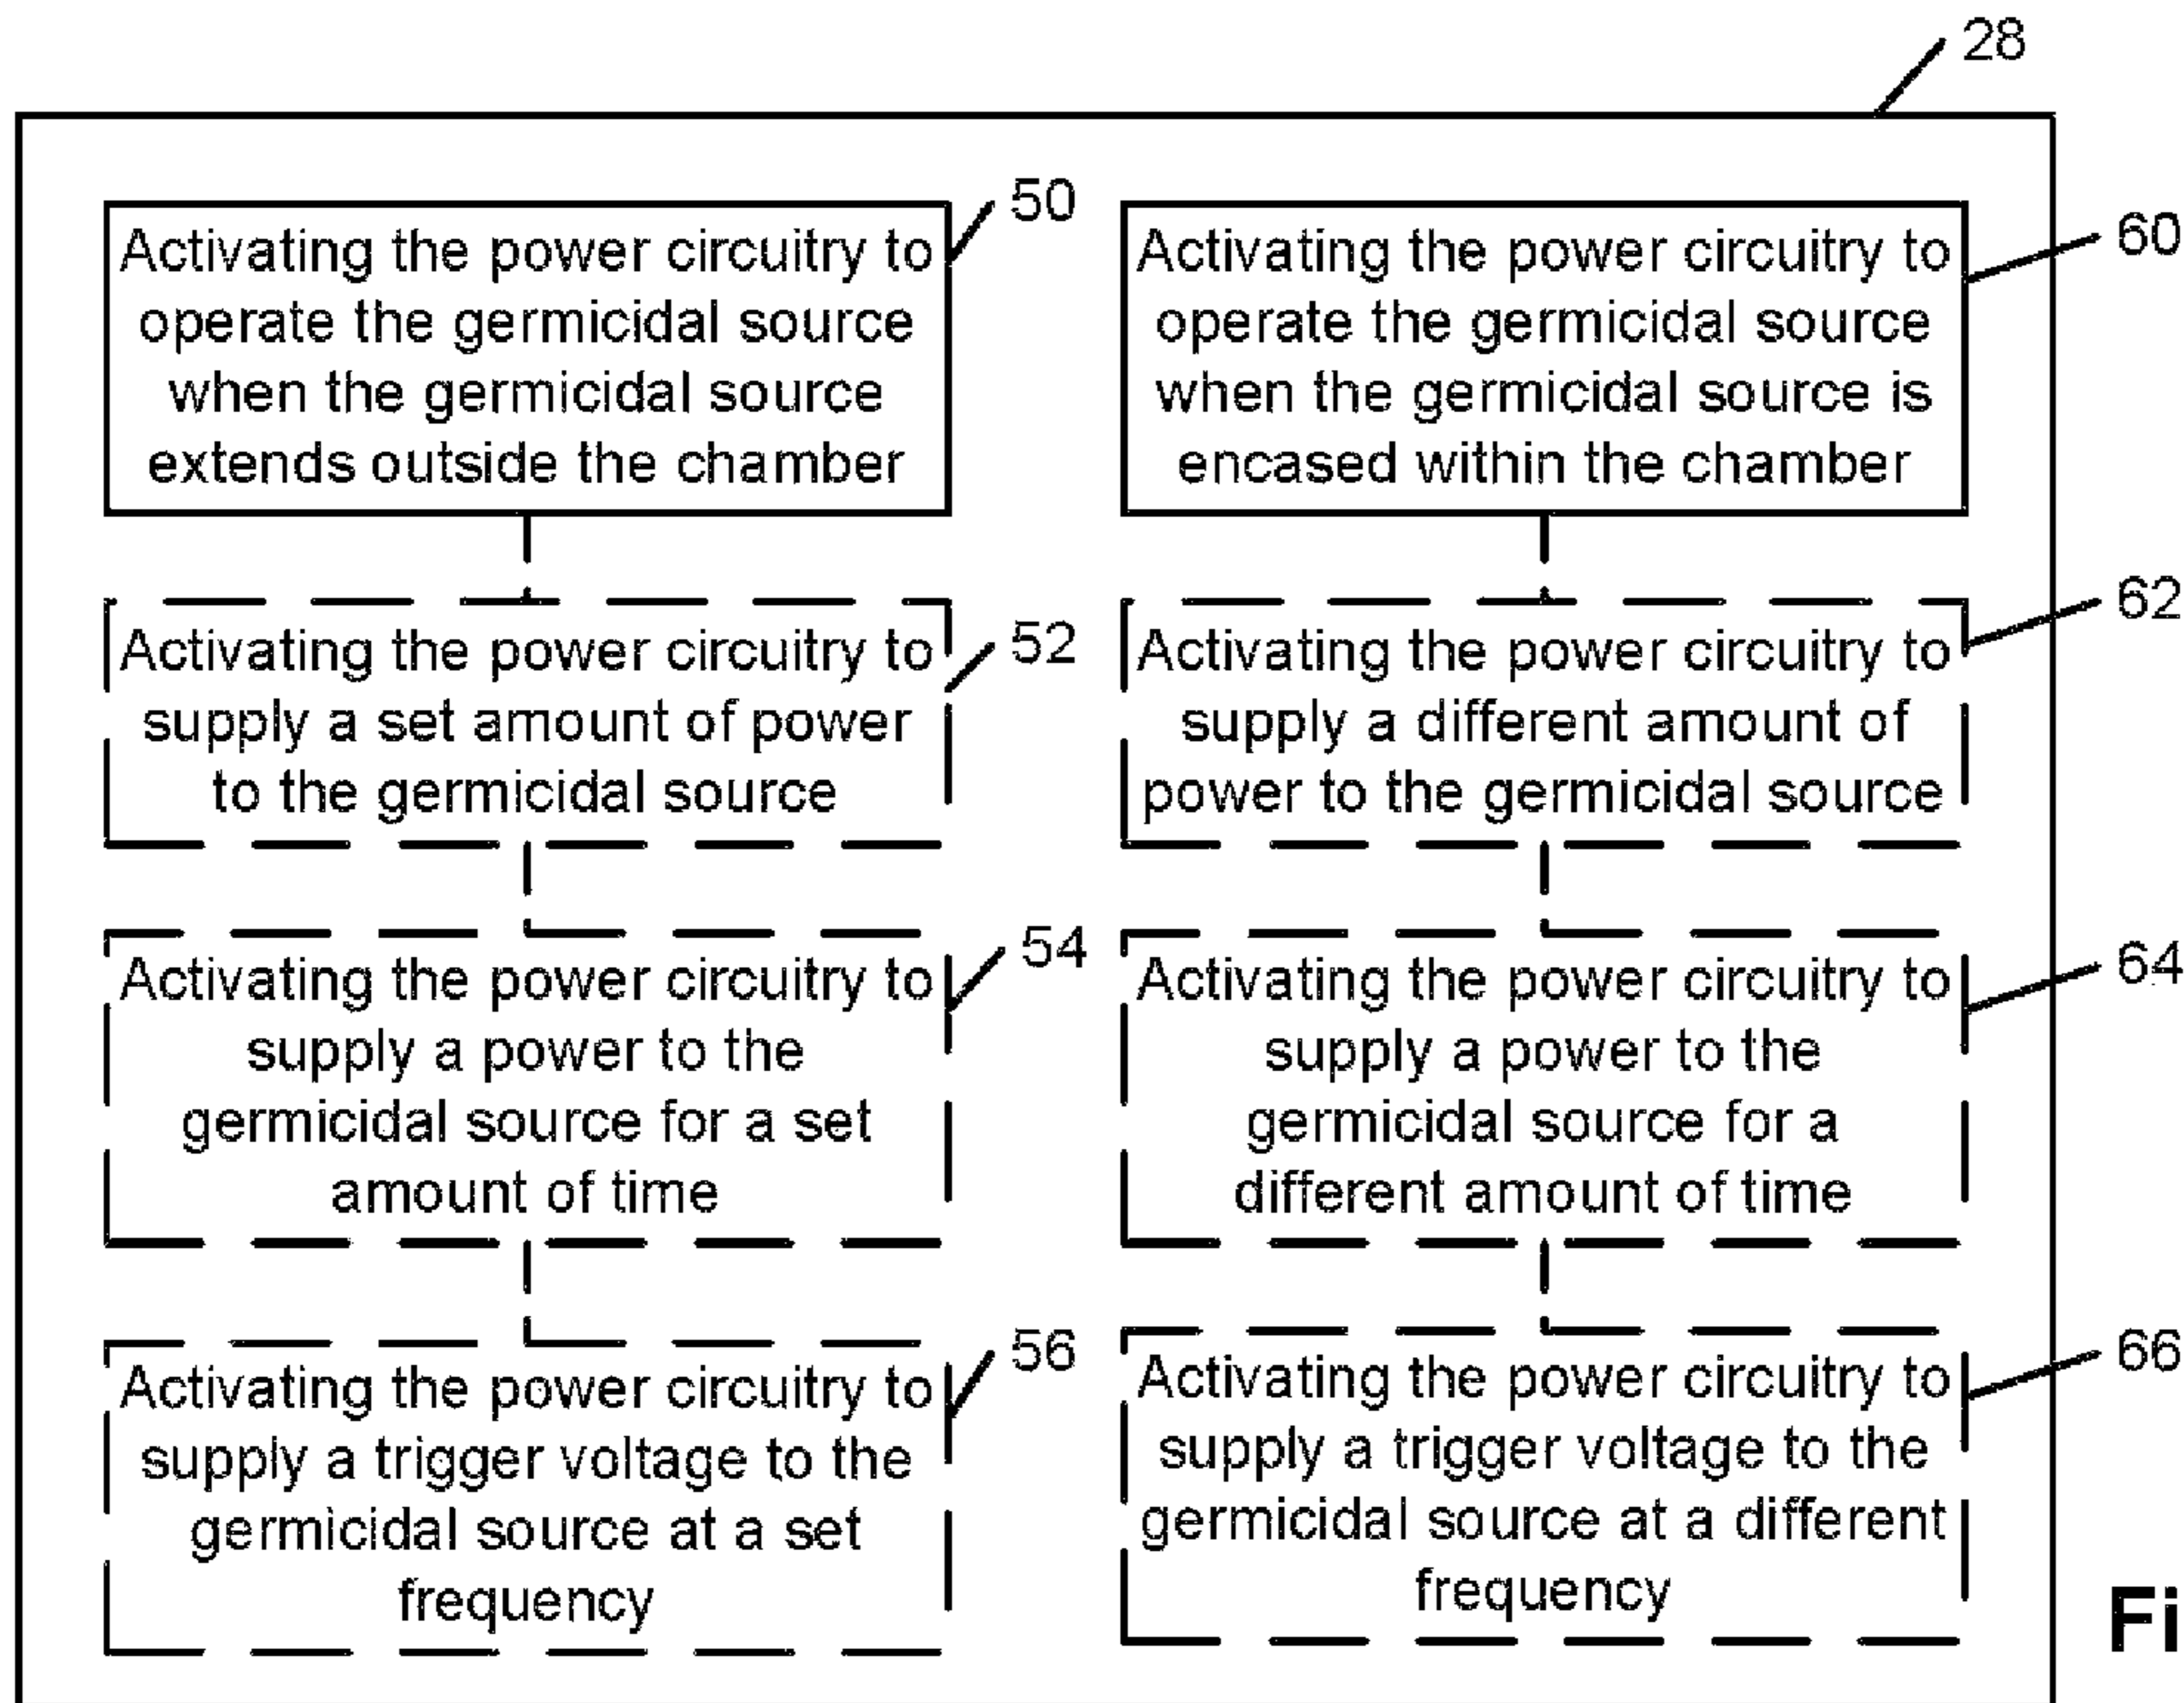 28
50
Activating the power circuitry to
operate the germicidal source
when the germicidal source
extends outside the chamber
60
Activating the power circuitry to
operate the germicidal source
when the germicidal source is
encased within the chamber
52
Activating the power circuitry to
supply a set amount of power
to the germicidal source
62
Activating the power circuitry to
supply a different amount of
power to the germicidal source
54
Activating the power circuitry to
supply a power to the
germicidal source for a set
amount of time
64
Activating the power circuitry to
supply a power to the
germicidal source for a
different amount of time
56
Activating the power circuitry to
supply a trigger voltage to the
germicidal source at a set
frequency
66
Activating the power circuitry to
supply a trigger voltage to the
germicidal source at a different
frequency
Fi